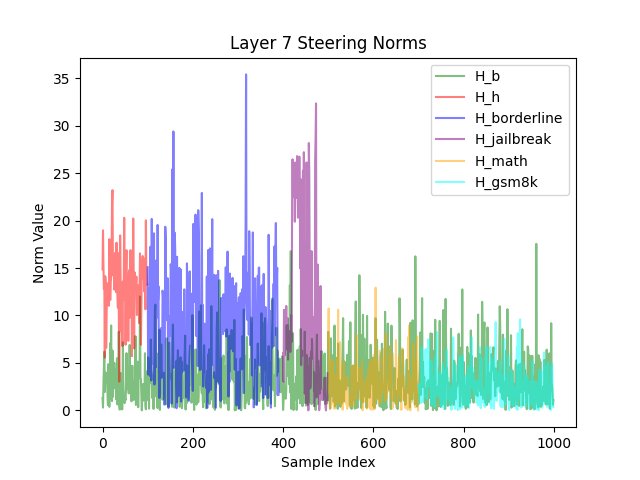 Layer 7 Steering Norms
Norm Value
35
30
25
20
15
10
5
0
H_b
H_h
H_borderline
H_jailbreak
H_math
H_gsm8k
0
200
400
600
800
1000
Sample Index